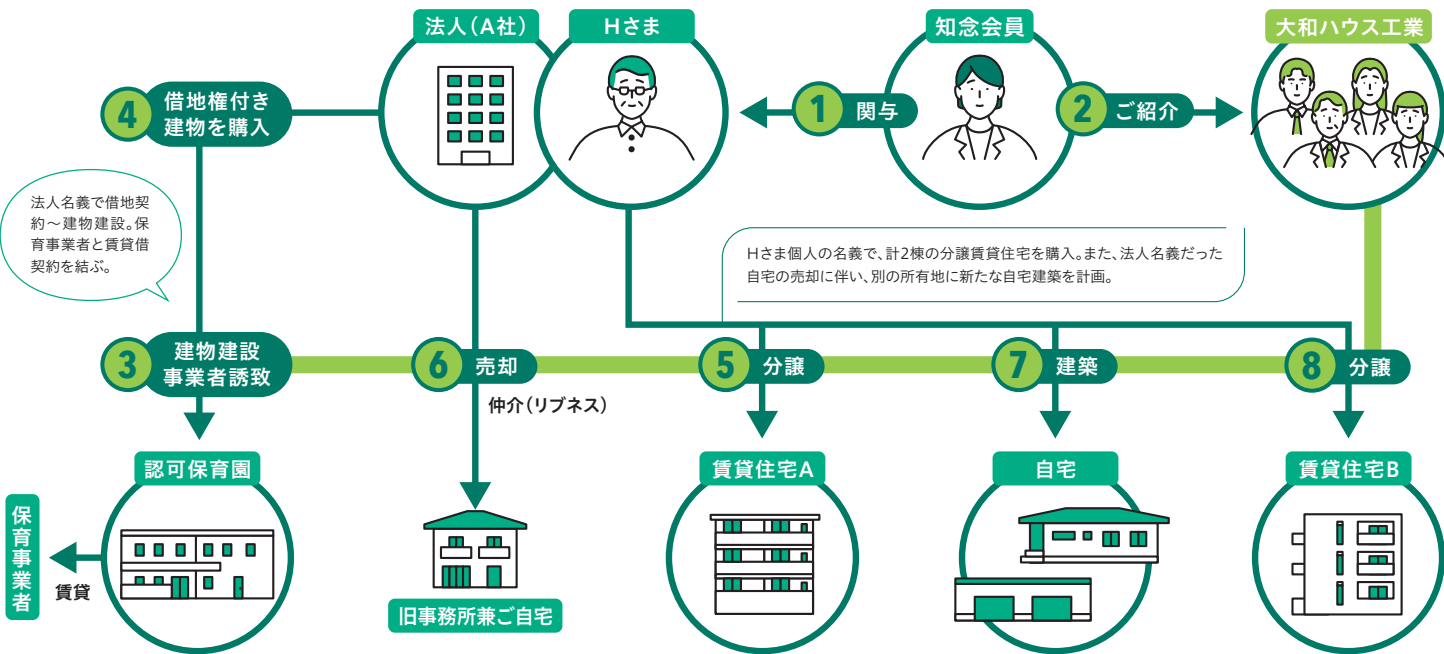 法人（A社）
Hさま
知念会員
大和ハウス工業
4
借地権付き
建物を購入
1
関与
2
ご紹介
法人名義で借地契
約～建物建設。保
育事業者と賃貸借
契約を結ぶ。
Hさま個人の名義で、計2棟の分譲賃貸住宅を購入。また、法人名義だった
自宅の売却に伴い、別の所有地に新たな自宅建築を計画。
3
建物建設
事業者誘致
6
売却
5
分譲
7
建築
8
分譲
仲介（リブネス）
認可保育園
賃貸住宅A
自宅
賃貸住宅B
保育事業者
賃貸
旧事務所兼ご自宅